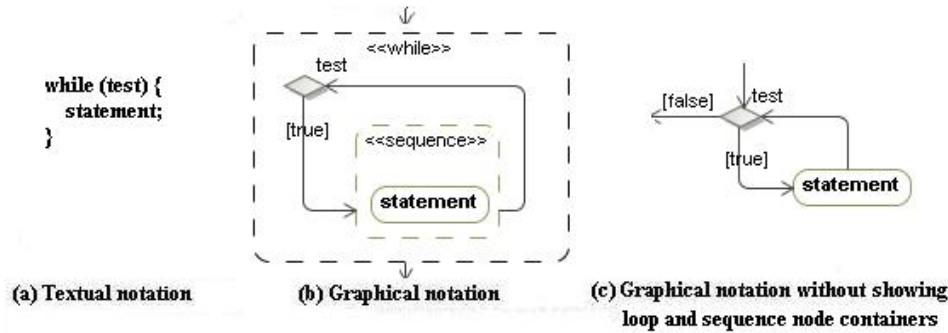 while (test) {
statement;
}
(a) Textual notation
<<while>>
test
[true]
<<sequence>>
statement
(b) Graphical notation
[false]
test
[true]
statement
(c) Graphical notation without showing
loop and sequence node containers